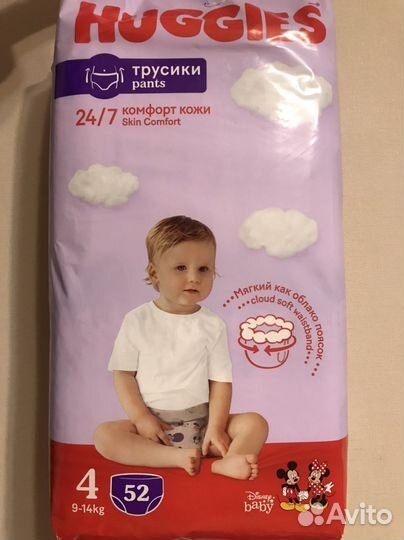 HUGGIES
трусики
pants
24/7 комфорт кожи
Skin Comfort
Мягкий как облако поясок
cloud soft waistband
4
9-14kg
52
Disney
baby
Avito